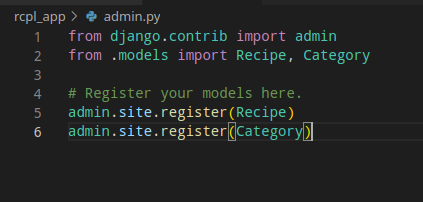 rcpl_app > admin.py
1 from django.contrib import admin
2 from .models import Recipe, Category
3
4 # Register your models here.
5 admin.site.register(Recipe)
6 admin.site.register(Category)